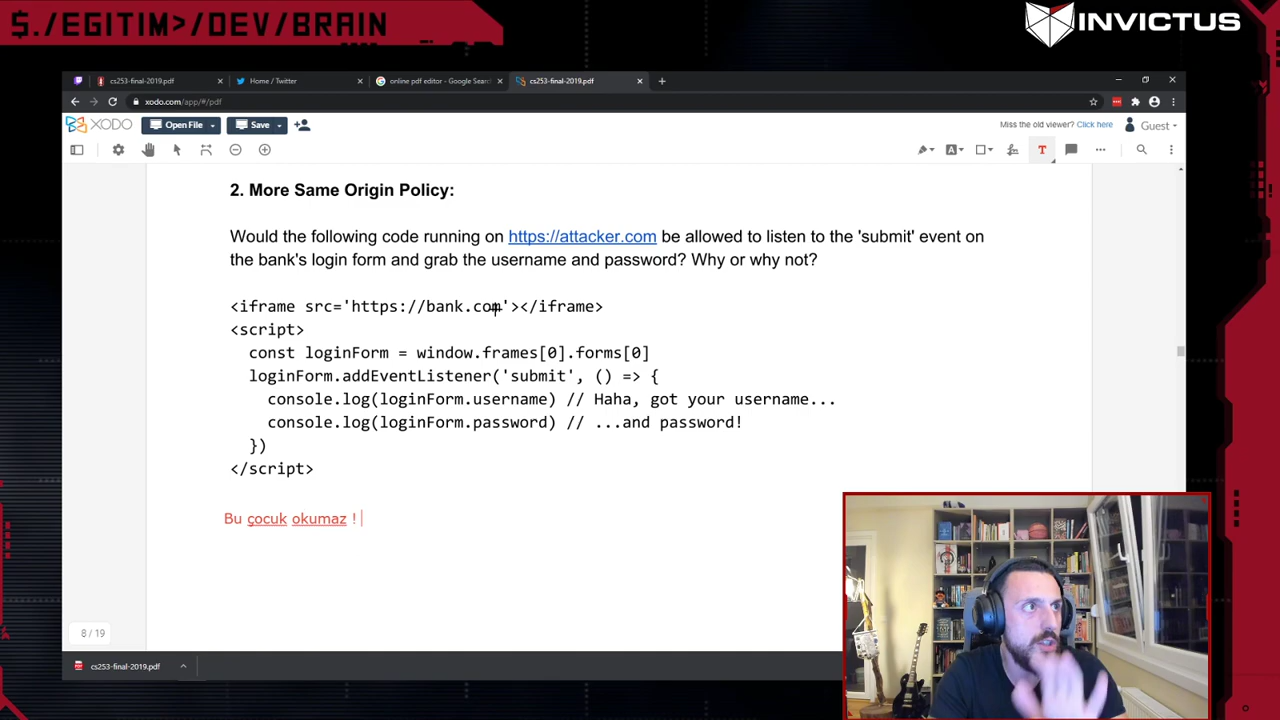 $./EGITIM>/DEV/BRAIN
INVICTUS
cs253-final-2019.pdf
Home / Twitter
online pdf editor - Google Searc
cs253-final-2019.pdf
xodo.com/app/#/pdf
XODO
Open File
Save
Miss the old viewer? Click here
Guest
2. More Same Origin Policy:
Would the following code running on https://attacker.com be allowed to listen to the 'submit' event on
the bank's login form and grab the username and password? Why or why not?
<iframe src='https://bank.com'></iframe>
<script>
const loginForm = window.frames[0].forms[0]
loginForm.addEventListener('submit', () => {
console.log(loginForm.username) // Haha, got your username...
console.log(loginForm.password) // ...and password!
})
</script>
Bu çocuk okumaz !
8 / 19
cs253-final-2019.pdf